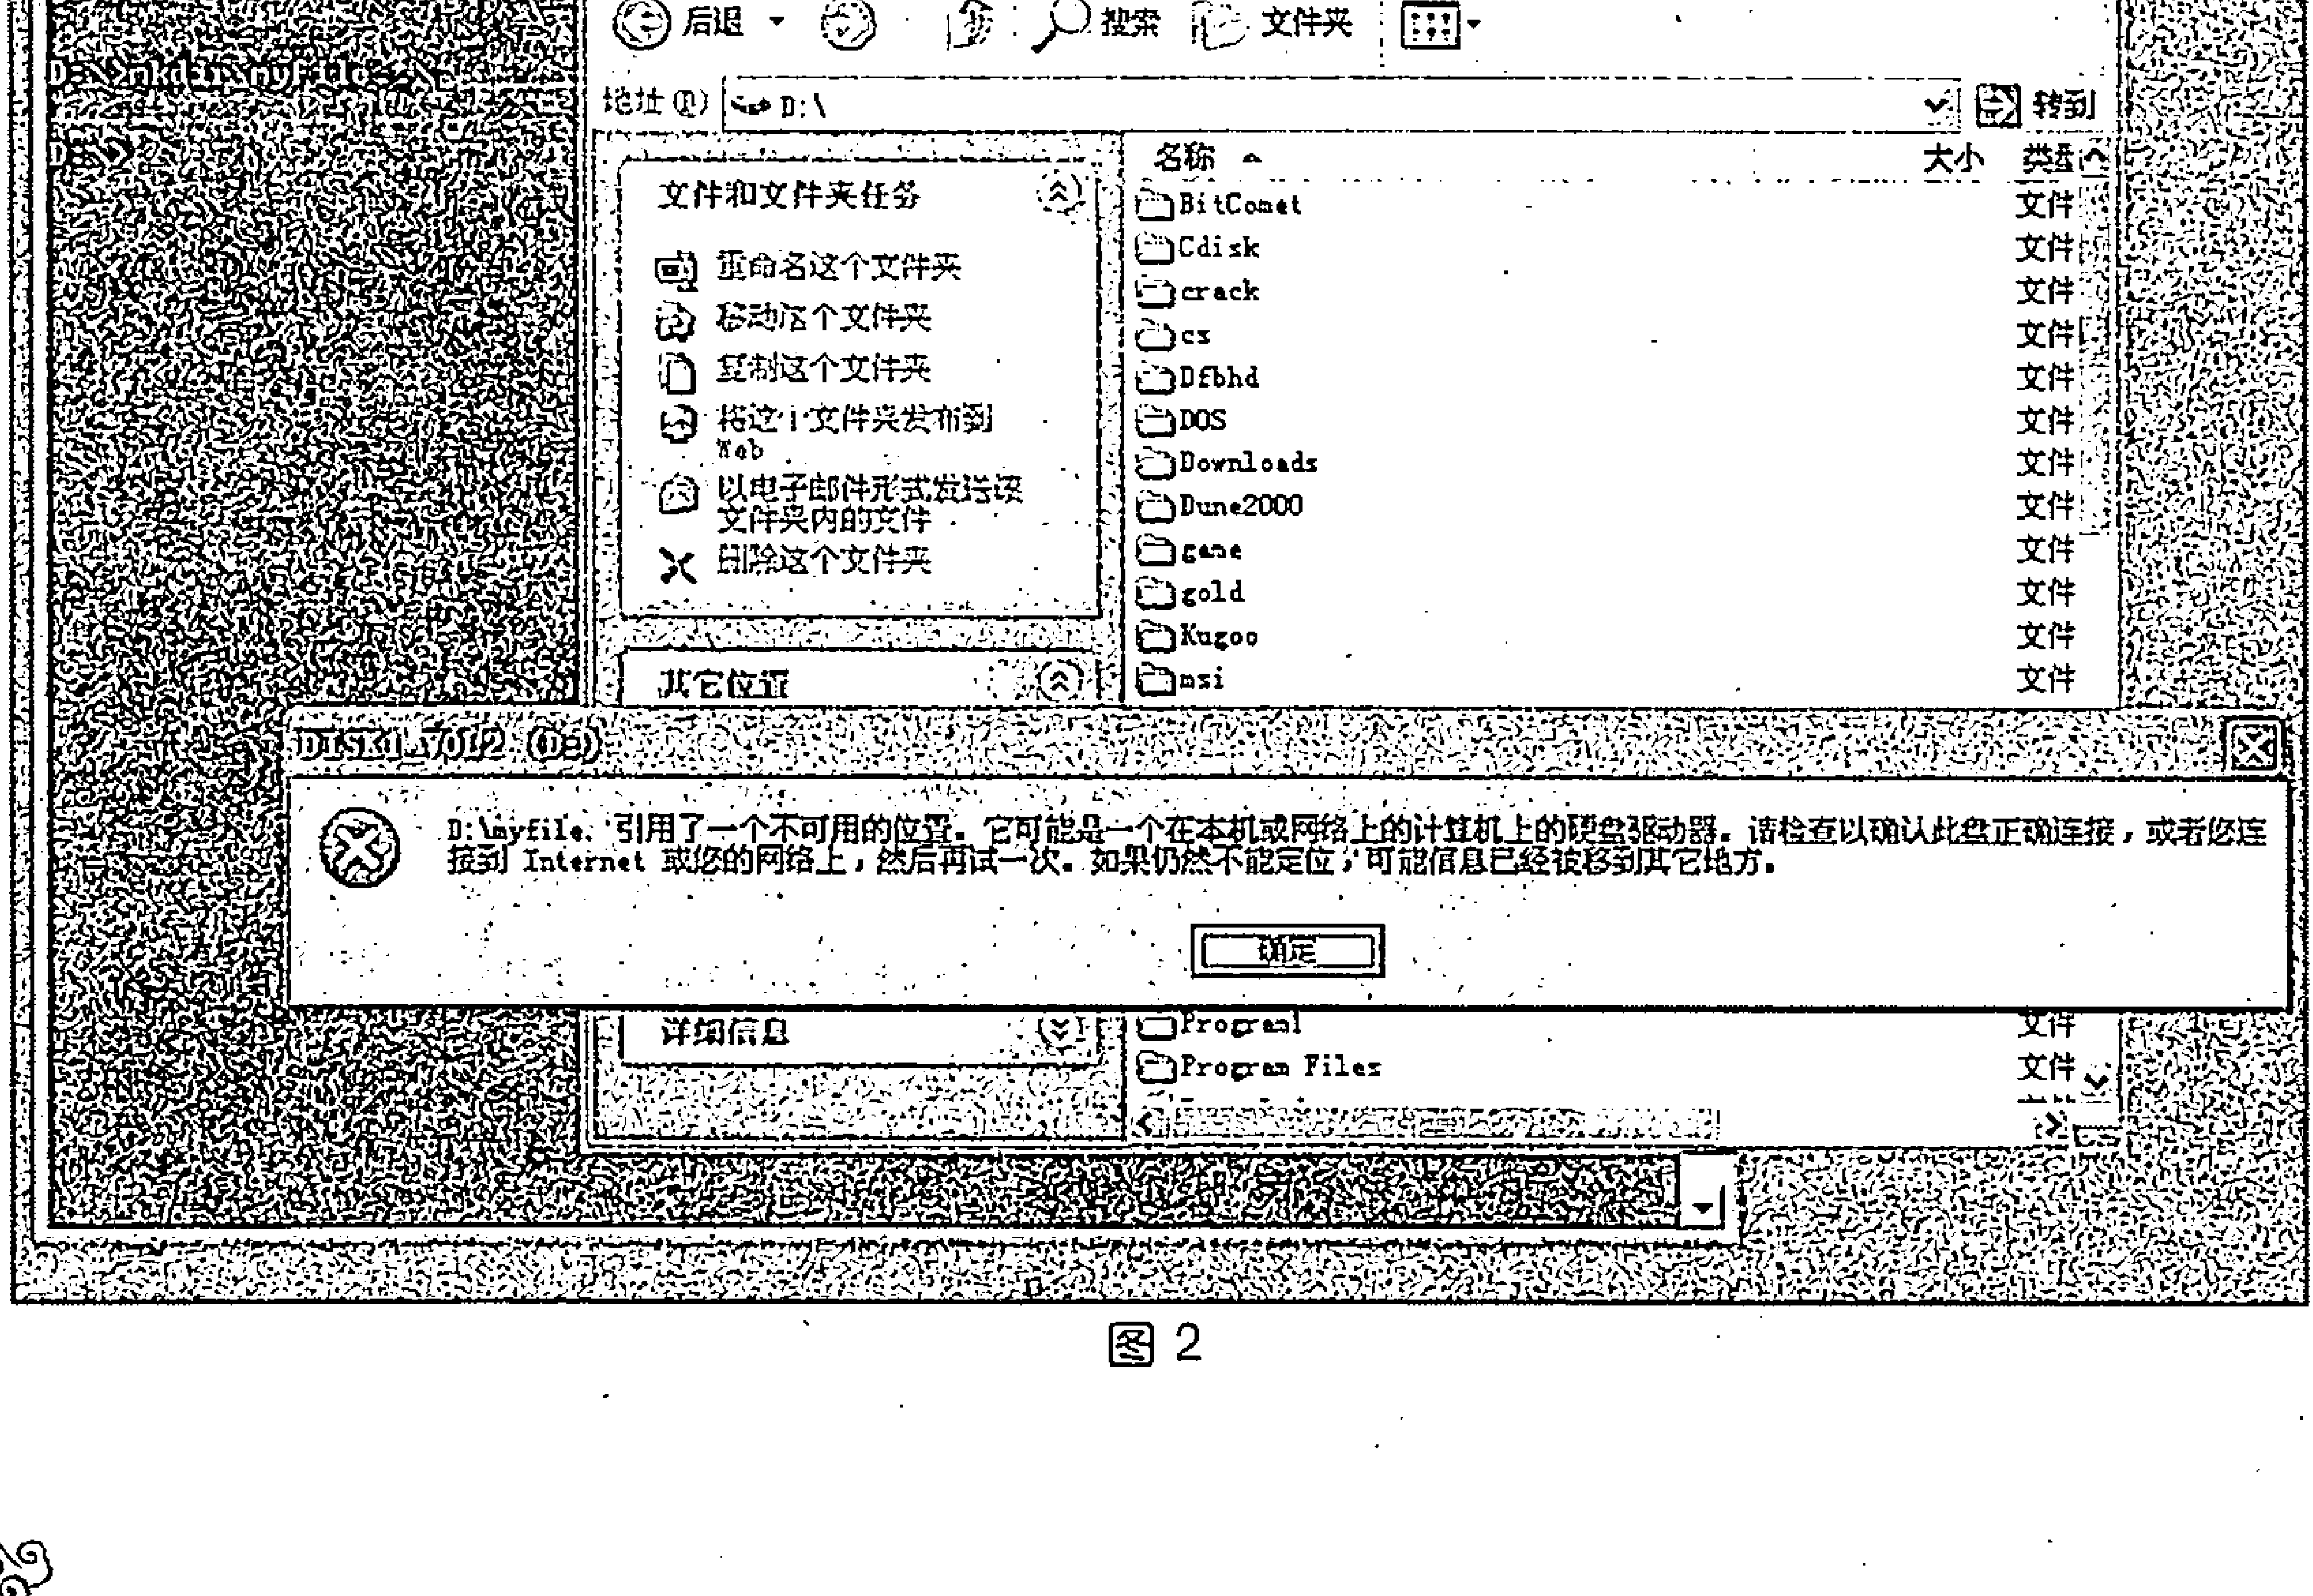 后退 搜索 文件夹
D:\>mkdir myfile..\
地址(D) D:\ 转到
D:\>
名称 大小 类型
文件和文件夹任务
BitComet 文件
Cdisk 文件
重命名这个文件夹
crack 文件
移动这个文件夹
cs 文件
复制这个文件夹
Dfbhd 文件
将这个文件夹发布到
Web
DOS 文件
Downloads 文件
以电子邮件形式发送该
文件夹内的文件
Dune2000 文件
删除这个文件夹
game 文件
gold 文件
Kugoo 文件
其它位置
msi 文件
DISK1_VOL2 (D:)
D:\myfile. 引用了一个不可用的位置。它可能是一个在本机或网络上的计算机上的硬盘驱动器。请检查以确认此盘正确连接，或者您连
接到 Internet 或您的网络上，然后再试一次。如果仍然不能定位，可能信息已经被移到其它地方。
确定
详细信息
Program1 文件
Program Files 文件
图 2